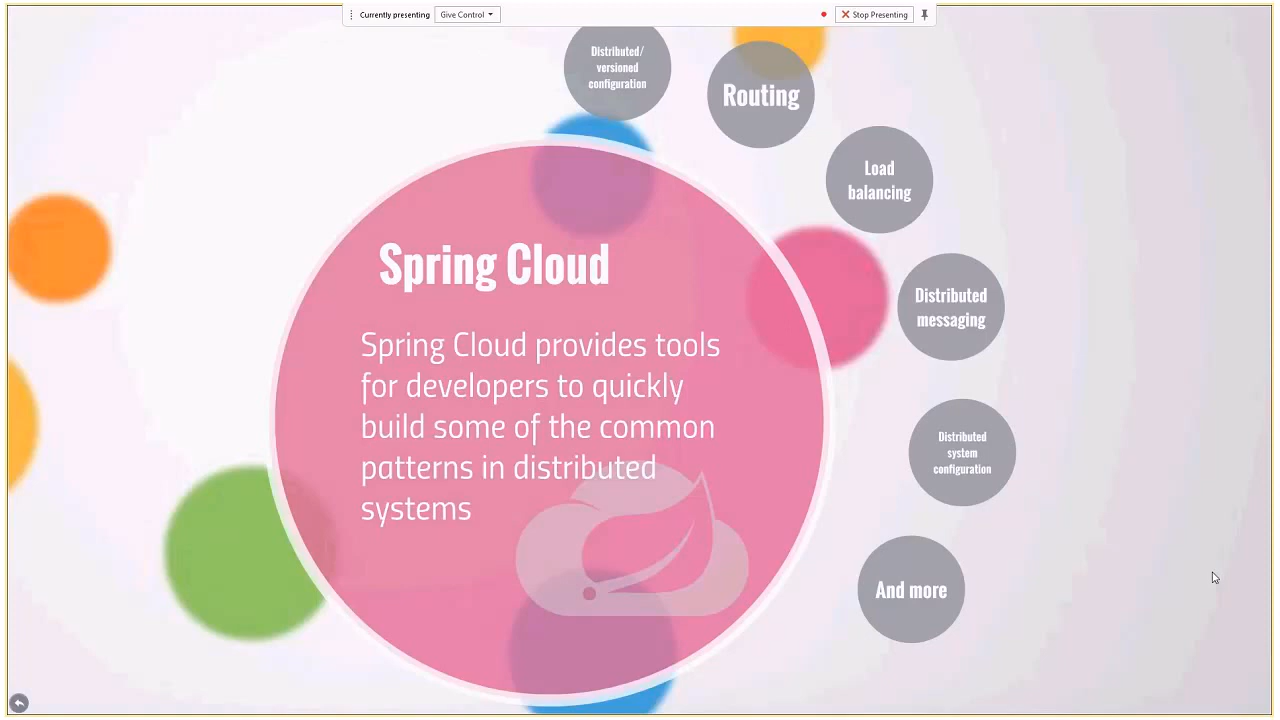 Currently presenting
Give Control
Stop Presenting
Distributed/
versioned
configuration
Routing
Load
balancing
Distributed
messaging
Distributed
system
configuration
And more
Spring Cloud
Spring Cloud provides tools
for developers to quickly
build some of the common
patterns in distributed
systems